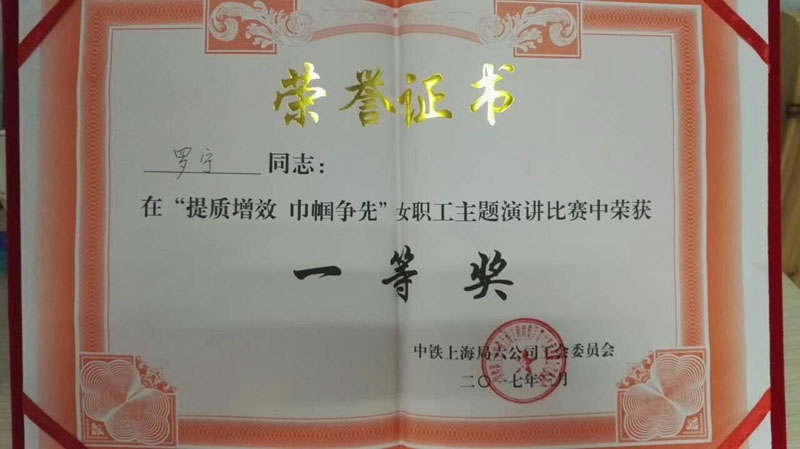 荣誉证书
罗宁 同志：
在“提质增效 巾帼争先”女职工主题演讲比赛中荣获
一等奖
中铁上海局六公司工会委员会
二〇一七年三月